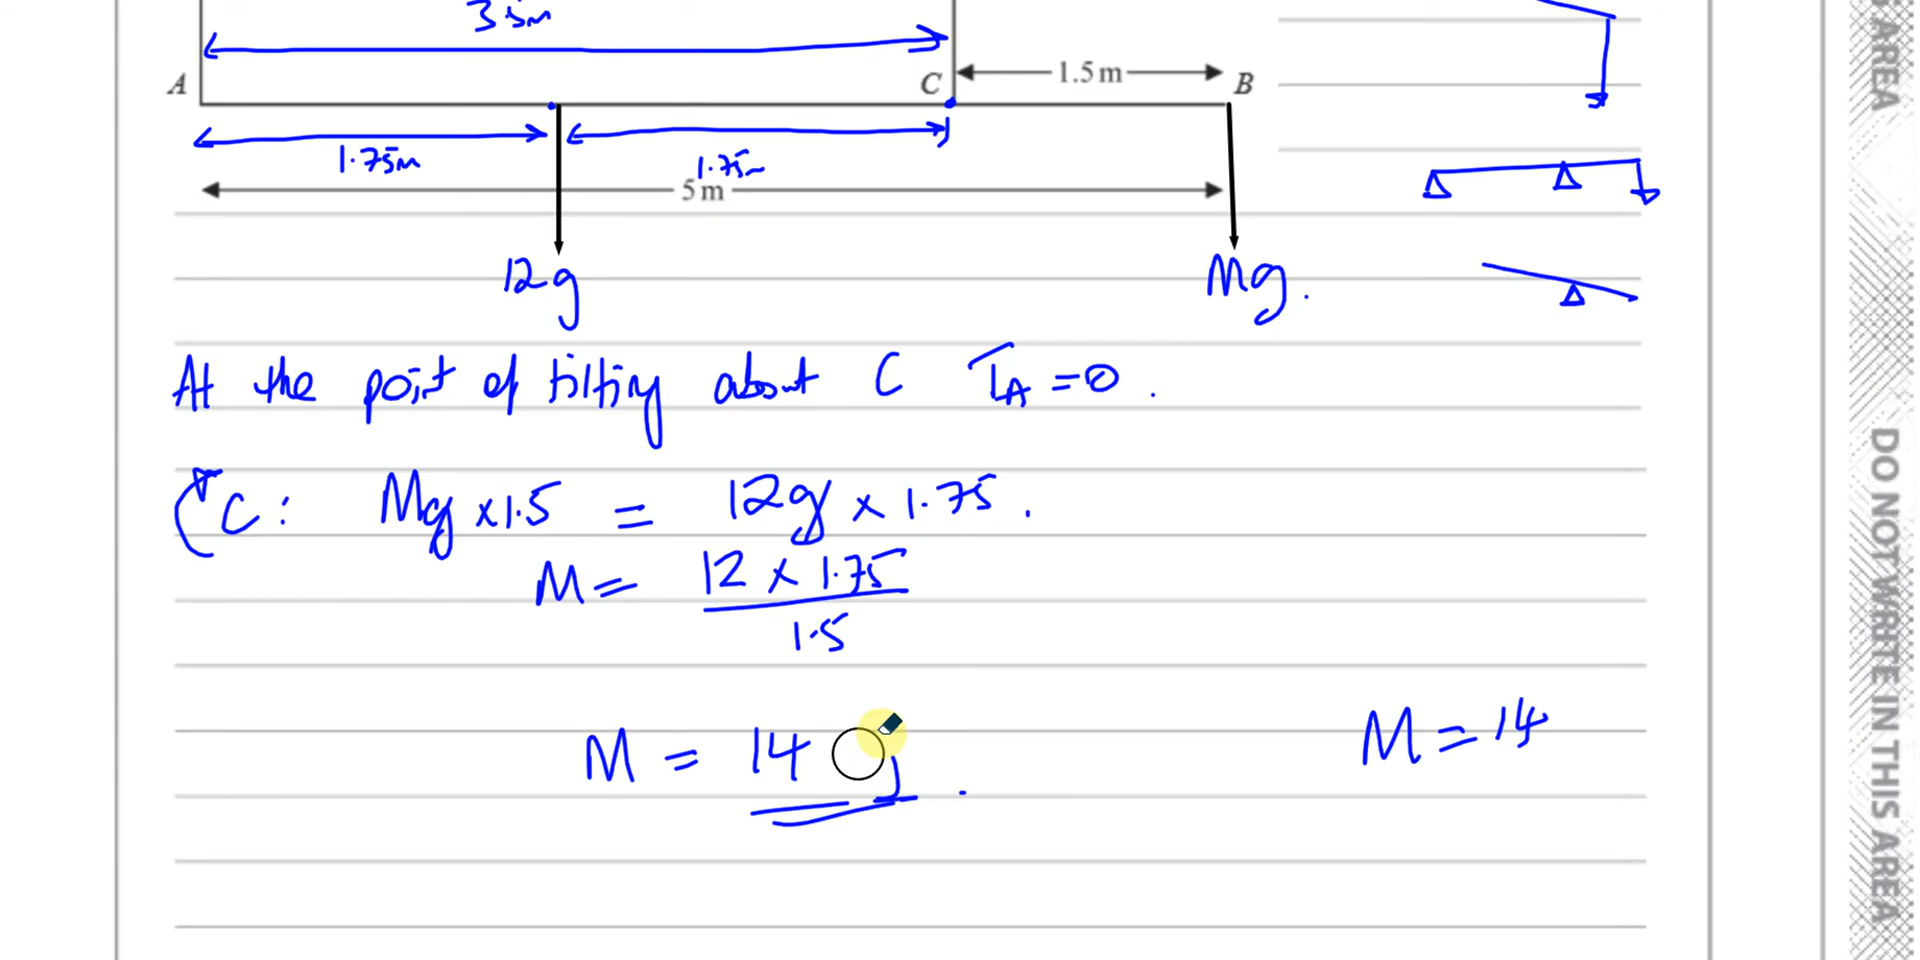 3.5m
A C 1.5 m B
1.75m 1.75m
5 m
12g Mg.
At the point of tilting about C T_A = 0.
C: Mg × 1.5 = 12g × 1.75.
M = 12 × 1.75
1.5
M = 14 M = 14
AREA
DO NOT WRITE IN THIS AREA